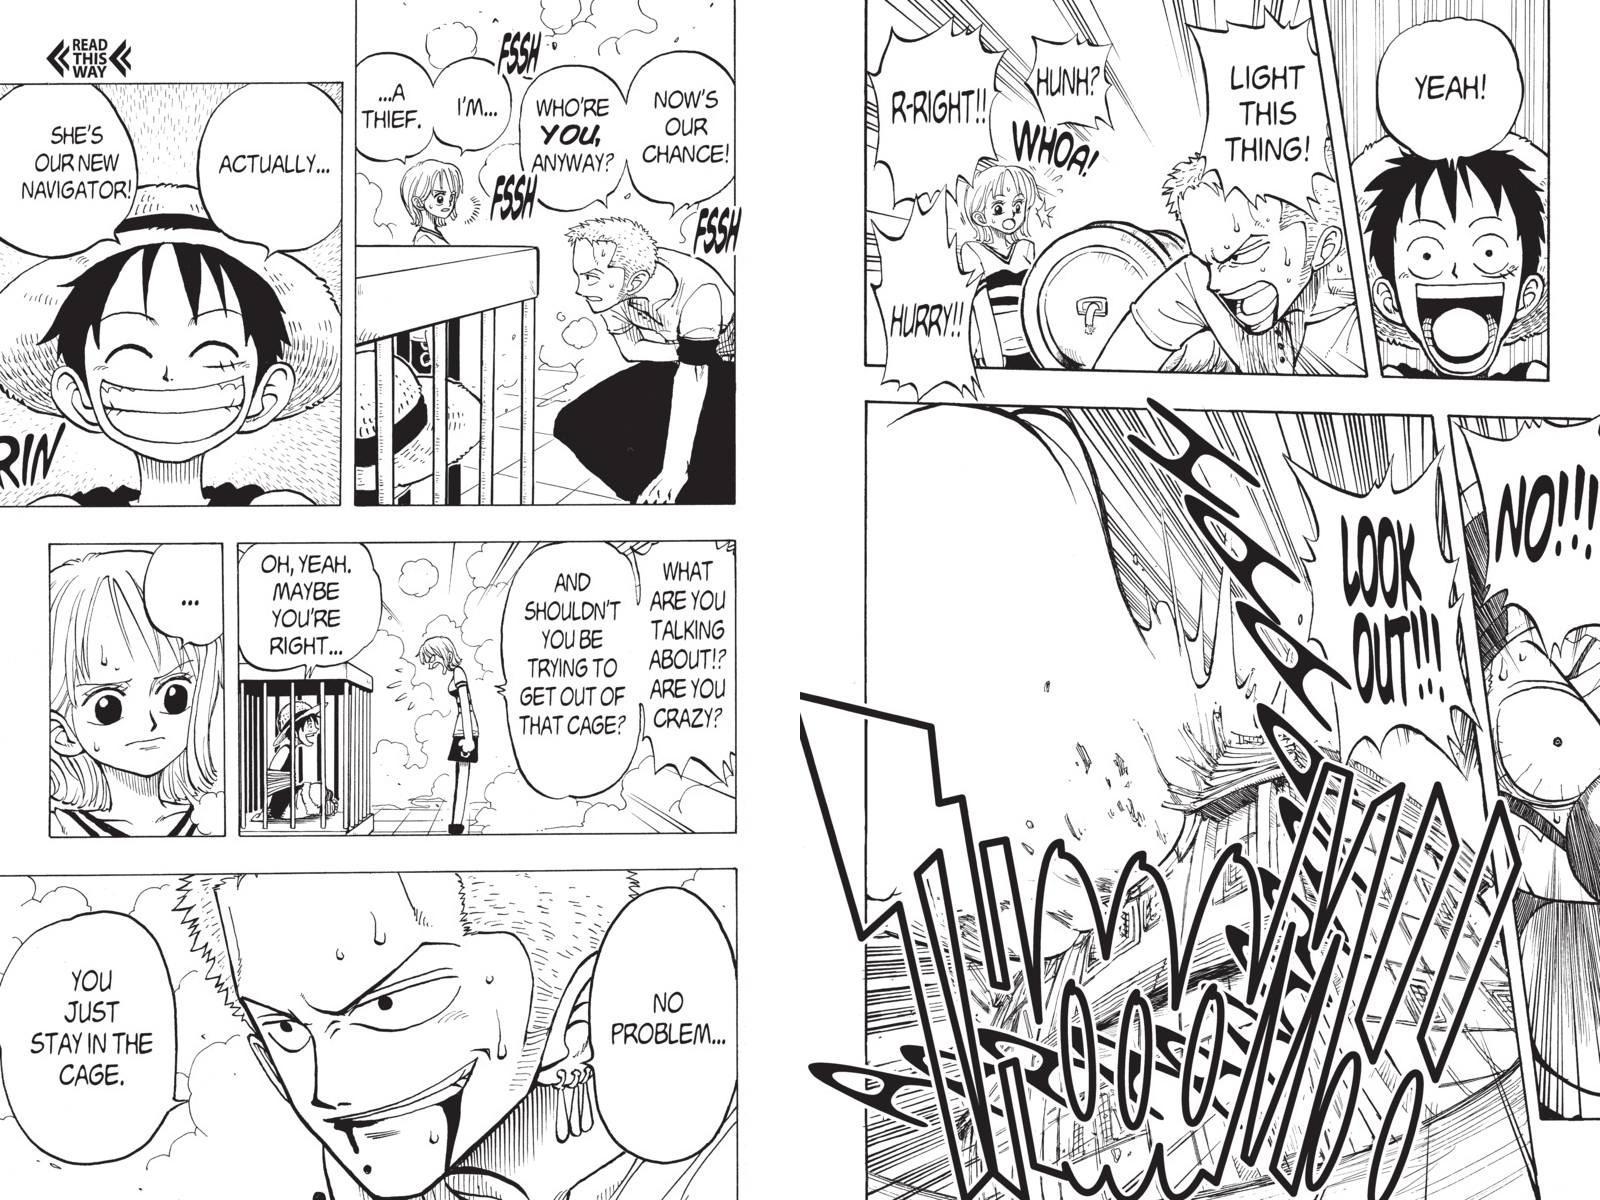 YEAH!
LIGHT
THIS
THING!
HUNH?
WHOA!
R-RIGHT!!
HURRY!!
NO!!!
LOOK
OUT!!!
READ
THIS
WAY
NOW'S
OUR
CHANCE!
WHO'RE
YOU,
ANYWAY?
FSSH
FSSH
FSSH
I'M...
...A
THIEF.
ACTUALLY...
SHE'S
OUR NEW
NAVIGATOR!
RIN
WHAT
ARE YOU
TALKING
ABOUT!?
ARE YOU
CRAZY?
AND
SHOULDN'T
YOU BE
TRYING TO
GET OUT OF
THAT CAGE?
OH, YEAH.
MAYBE
YOU'RE
RIGHT...
...
NO
PROBLEM...
YOU
JUST
STAY IN THE
CAGE.